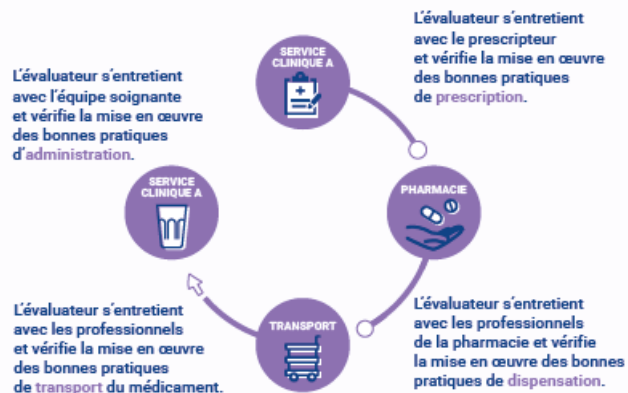 SERVICE
CLINIQUE A
L'évaluateur s'entretient
avec le prescripteur
et vérifie la mise en œuvre
des bonnes pratiques
de prescription.
PHARMACIE
L'évaluateur s'entretient
avec les professionnels
de la pharmacie et vérifie
la mise en œuvre des bonnes
pratiques de dispensation.
TRANSPORT
L'évaluateur s'entretient
avec les professionnels
et vérifie la mise en œuvre
des bonnes pratiques
de transport du médicament.
SERVICE
CLINIQUE A
L'évaluateur s'entretient
avec l'équipe soignante
et vérifie la mise en œuvre
des bonnes pratiques
d'administration.